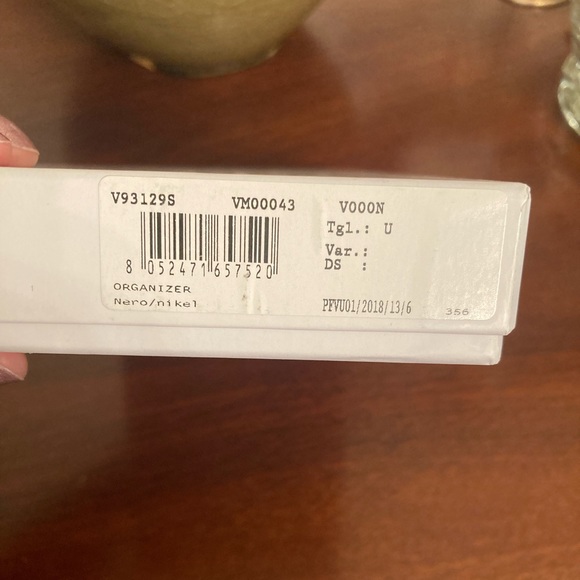 V93129S VM00043 V000N
Tgl.: U
Var.:
DS :
8 052471 657520
ORGANIZER
Nero/nikel
PFVU01/2018/13/6 356